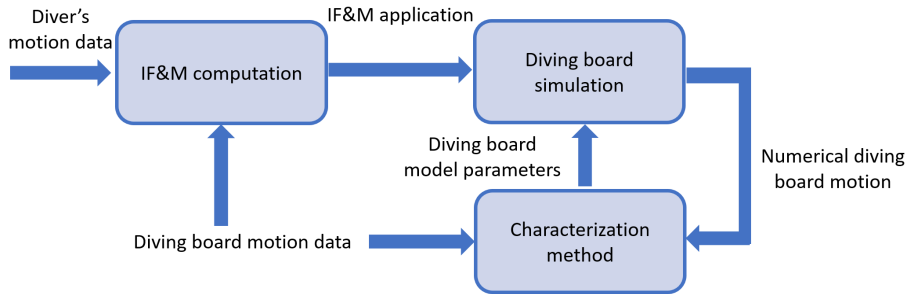 Diver's
motion data
IF&M application
IF&M computation
Diving board
simulation
Diving board
model parameters
Numerical diving
board motion
Diving board motion data
Characterization
method